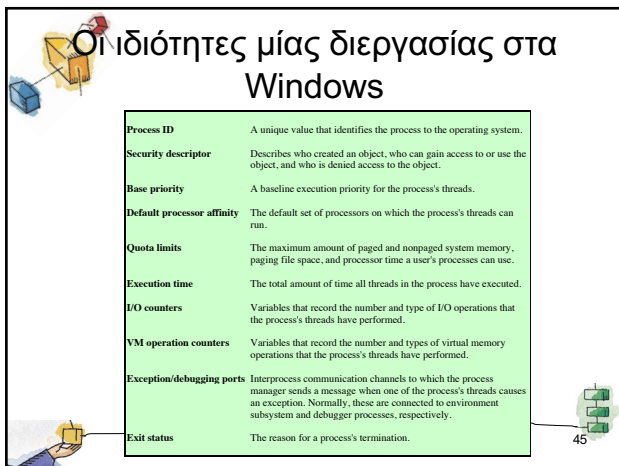 Οι ιδιότητες μίας διεργασίας στα
Windows
Process ID A unique value that identifies the process to the operating system.
Security descriptor Describes who created an object, who can gain access to or use the
object, and who is denied access to the object.
Base priority A baseline execution priority for the process's threads.
Default processor affinity The default set of processors on which the process's threads can
run.
Quota limits The maximum amount of paged and nonpaged system memory,
paging file space, and processor time a user's processes can use.
Execution time The total amount of time all threads in the process have executed.
I/O counters Variables that record the number and type of I/O operations that
the process's threads have performed.
VM operation counters Variables that record the number and types of virtual memory
operations that the process's threads have performed.
Exception/debugging ports Interprocess communication channels to which the process
manager sends a message when one of the process's threads causes
an exception. Normally, these are connected to environment
subsystem and debugger processes, respectively.
Exit status The reason for a process's termination.
45